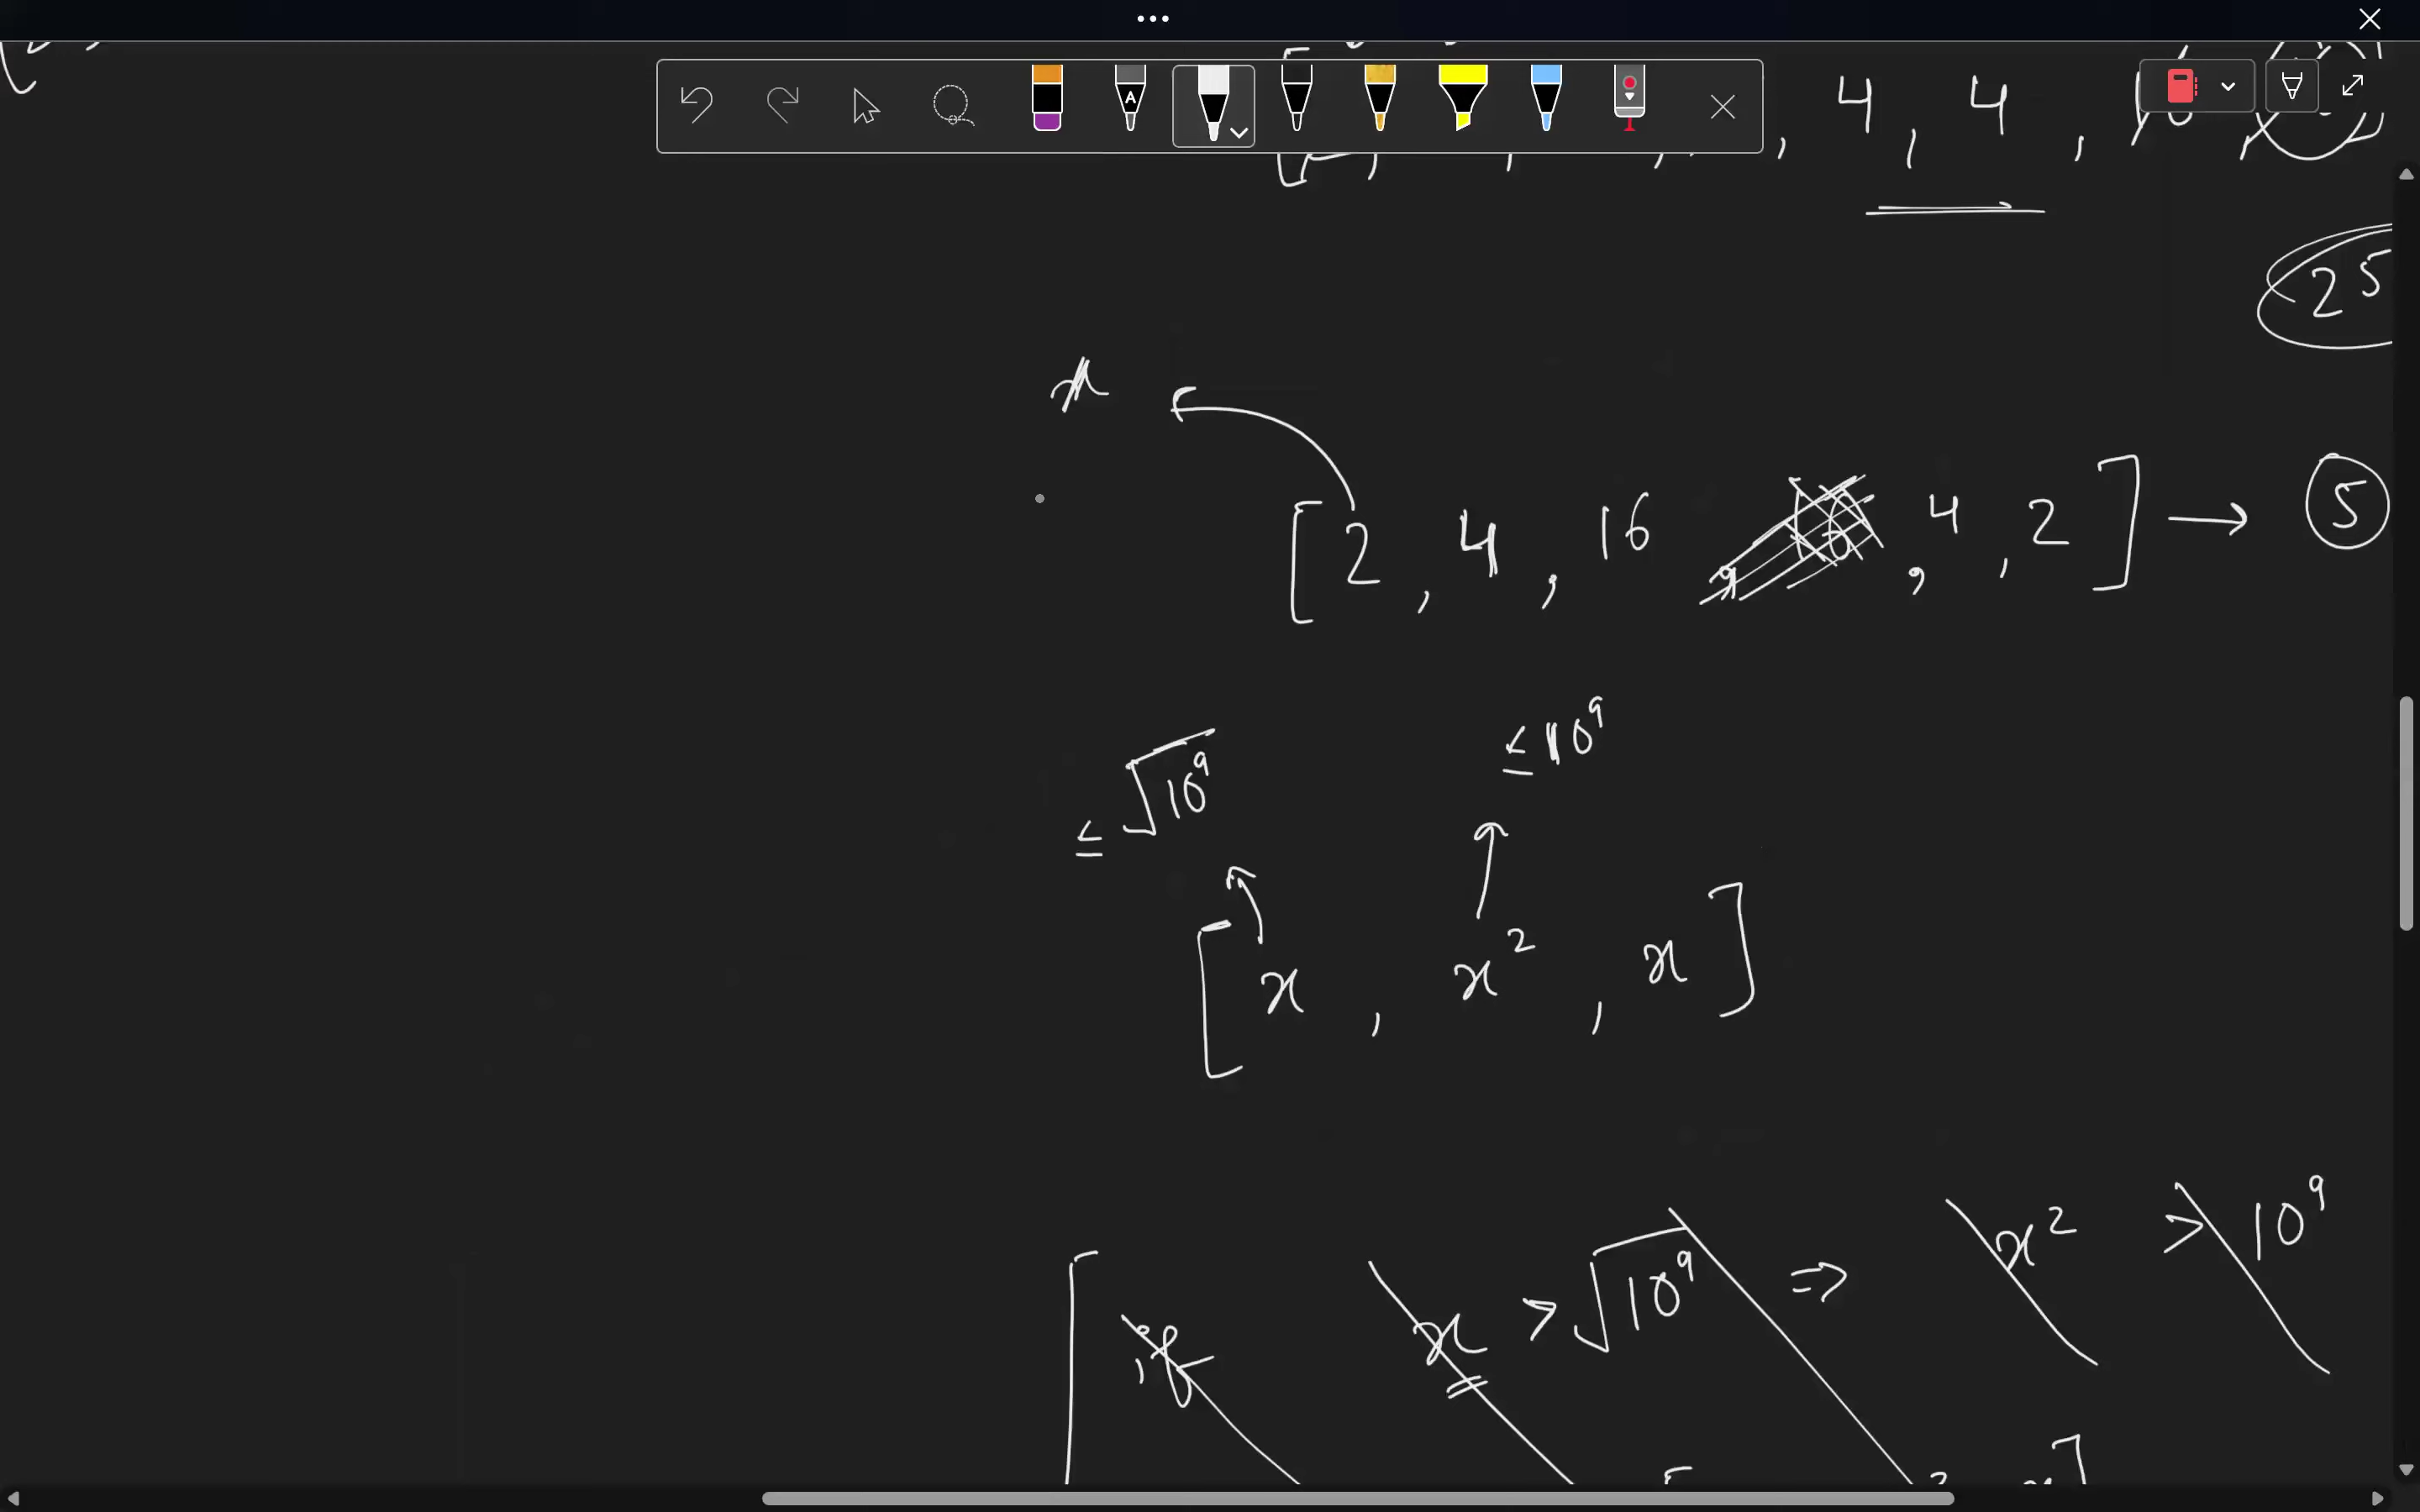 , 4 , 4 ,
2⁵
x
[ 2 , 4 , 16 , 4 , 2 ] → 5
≤ √10⁹ ≤ 10⁹
[ x , x² , x ]
if x > √10⁹ ⇒ x² > 10⁹